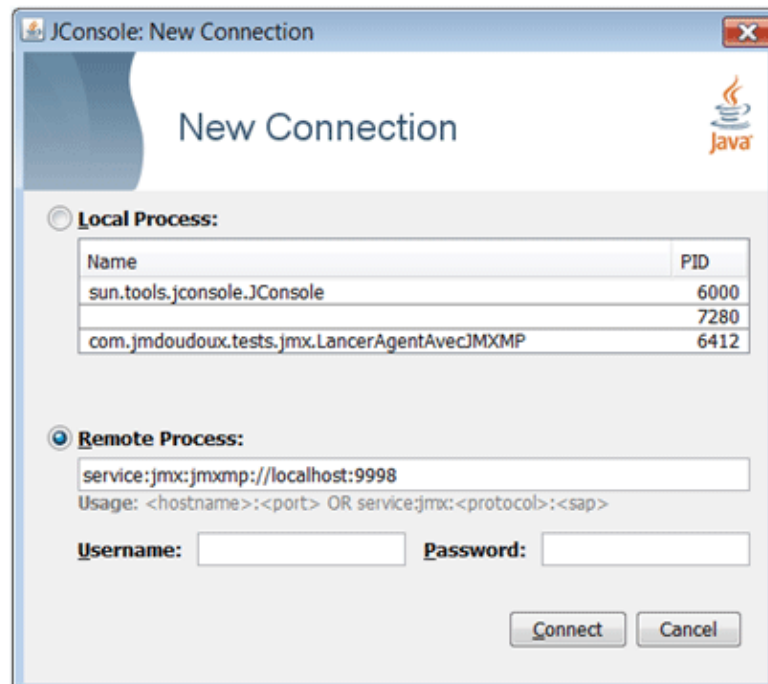 JConsole: New Connection
New Connection
Java
Local Process:
Name PID
sun.tools.jconsole.JConsole 6000
7280
com.jmdoudoux.tests.jmx.LancerAgentAvecJMXMP 6412
Remote Process:
service:jmx:jmxmp://localhost:9998
Usage: <hostname>:<port> OR service:jmx:<protocol>:<sap>
Username: Password:
Connect Cancel